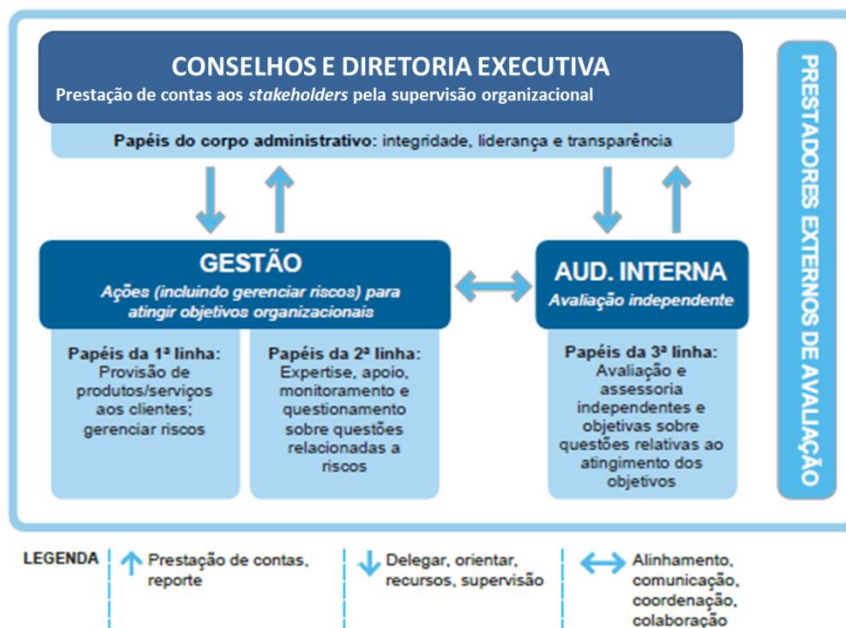 CONSELHOS E DIRETORIA EXECUTIVA
Prestação de contas aos stakeholders pela supervisão organizacional
Papéis do corpo administrativo: integridade, liderança e transparência
GESTÃO
Ações (incluindo gerenciar riscos) para
atingir objetivos organizacionais
Papéis da 1ª linha:
Provisão de
produtos/serviços
aos clientes;
gerenciar riscos
Papéis da 2ª linha:
Expertise, apoio,
monitoramento e
questionamento
sobre questões
relacionadas a
riscos
AUD. INTERNA
Avaliação independente
Papéis da 3ª linha:
Avaliação e
assessoria
independentes e
objetivas sobre
questões relativas ao
atingimento dos
objetivos
PRESTADORES EXTERNOS DE AVALIAÇÃO
LEGENDA
Prestação de contas,
reporte
Delegar, orientar,
recursos, supervisão
Alinhamento,
comunicação,
coordenação,
colaboração